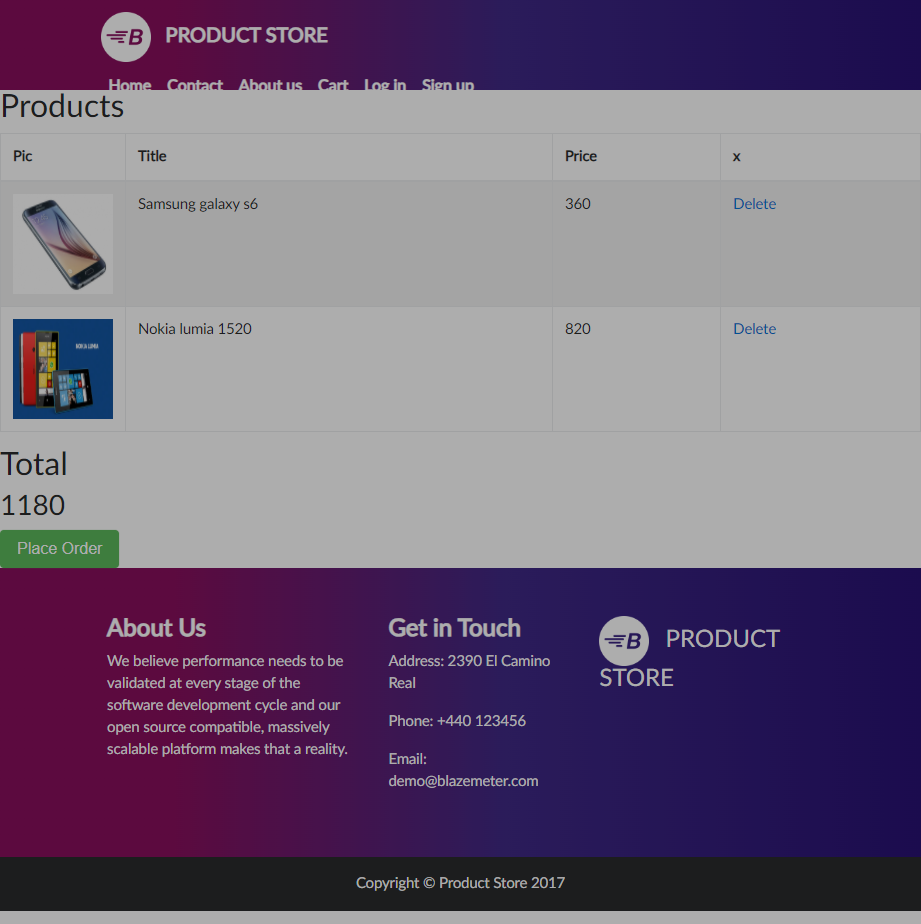 B PRODUCT STORE
Home Contact About us Cart Log in Sign up
Products
Pic Title Price x
Samsung galaxy s6 360 Delete
NOKIA LUMIA
Nokia lumia 1520 820 Delete
Total
1180
Place Order
About Us
We believe performance needs to be
validated at every stage of the
software development cycle and our
open source compatible, massively
scalable platform makes that a reality.
Get in Touch
Address: 2390 El Camino
Real
Phone: +440 123456
Email:
demo@blazemeter.com
B PRODUCT
STORE
Copyright © Product Store 2017